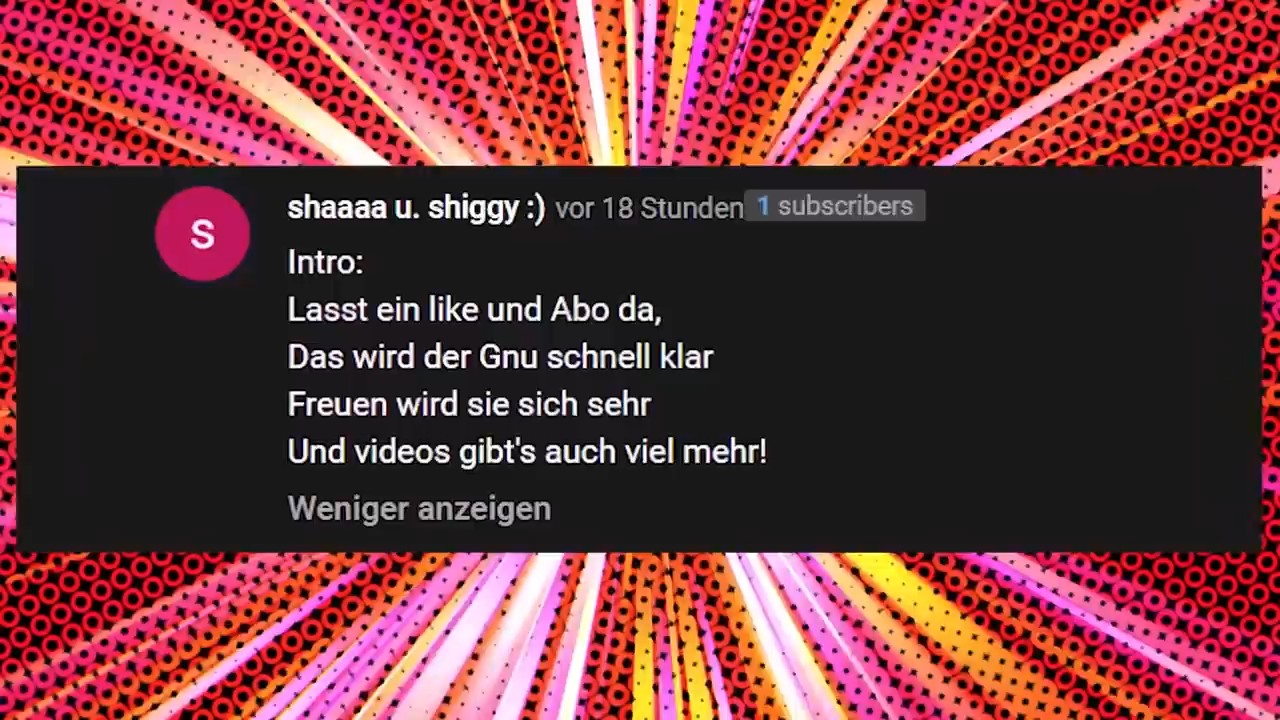 S
shaaaa u. shiggy :) vor 18 Stunden 1 subscribers
Intro:
Lasst ein like und Abo da,
Das wird der Gnu schnell klar
Freuen wird sie sich sehr
Und videos gibt's auch viel mehr!
Weniger anzeigen